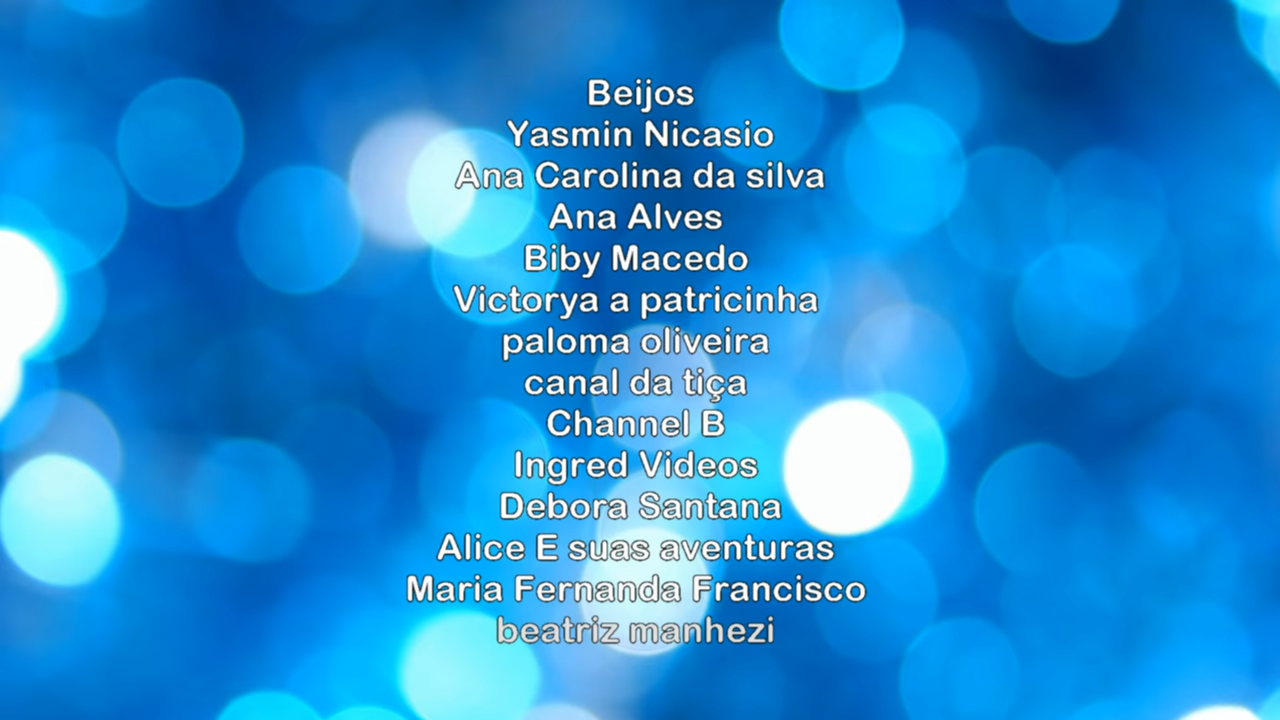 Beijos
Yasmin Nicasio
Ana Carolina da silva
Ana Alves
Biby Macedo
Victorya a patricinha
paloma oliveira
canal da tiça
Channel B
Ingred Videos
Debora Santana
Alice E suas aventuras
Maria Fernanda Francisco
beatriz manhezi